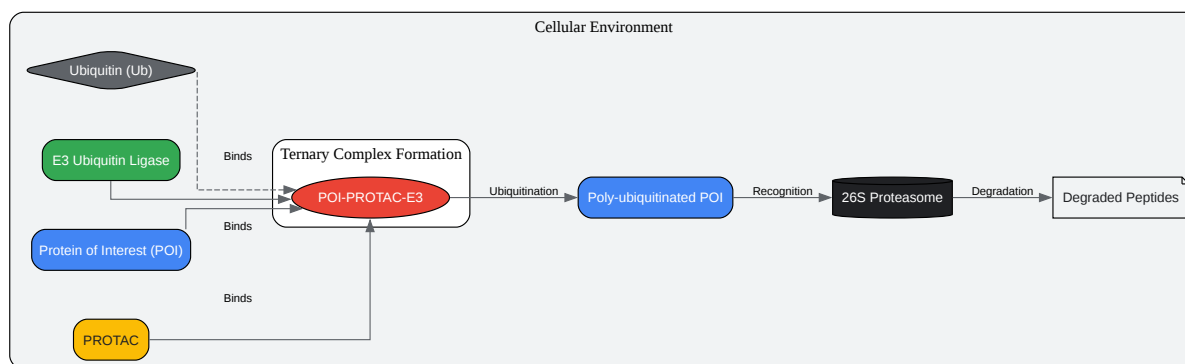 Cellular Environment
Ubiquitin (Ub)
E3 Ubiquitin Ligase
Binds
Ternary Complex Formation
POI-PROTAC-E3
Ubiquitination
Poly-ubiquitinated POI
Recognition
26S Proteasome
Degradation
Degraded Peptides
Binds
Protein of Interest (POI)
Binds
PROTAC